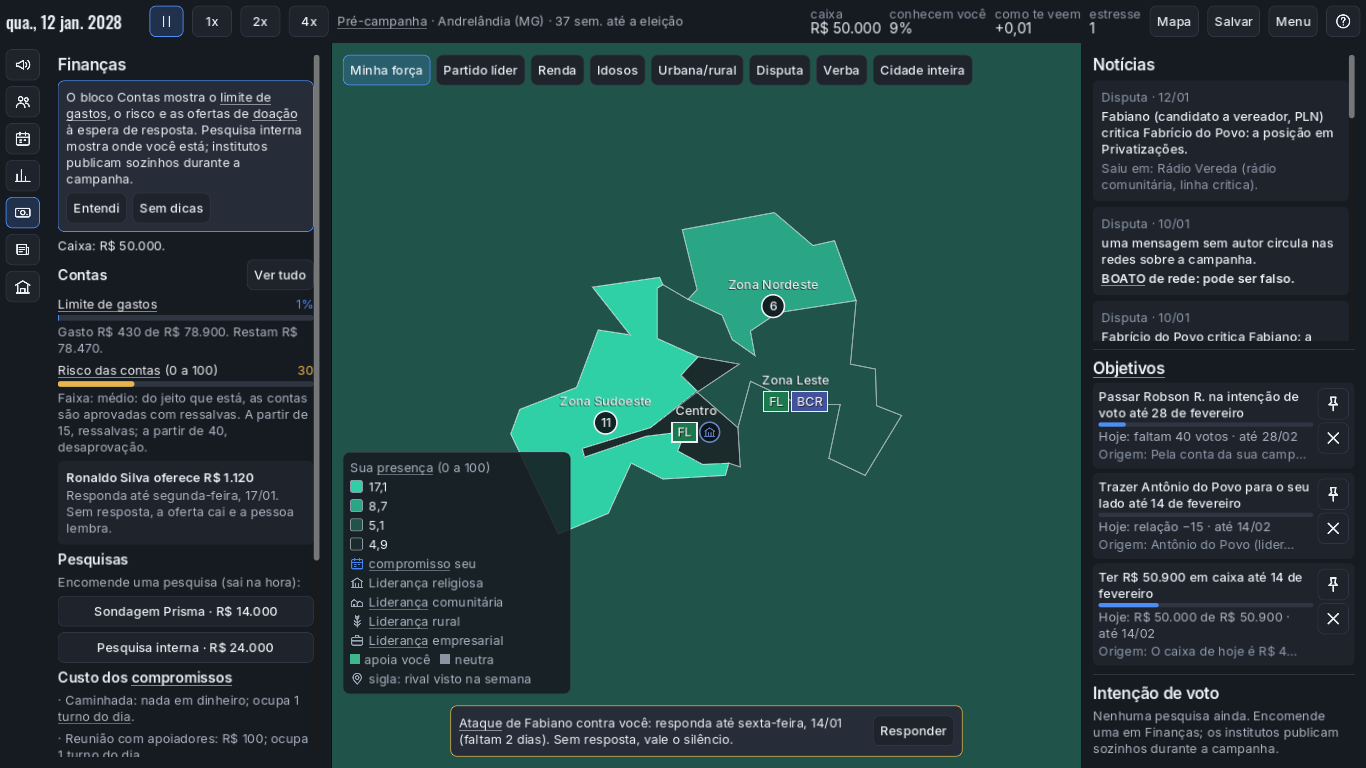 qua., 12 jan. 2028
1x
2x
4x
Pré-campanha · Andrelândia (MG) · 37 sem. até a eleição
caixa
R$ 50.000
conhecem você
9%
como te veem
+0,01
estresse
1
Mapa
Salvar
Menu
Finanças
O bloco Contas mostra o limite de
gastos, o risco e as ofertas de doação
à espera de resposta. Pesquisa interna
mostra onde você está; institutos
publicam sozinhos durante a
campanha.
Entendi
Sem dicas
Caixa: R$ 50.000.
Contas
Ver tudo
Limite de gastos
1%
Gasto R$ 430 de R$ 78.900. Restam R$
78.470.
Risco das contas (0 a 100)
30
Faixa: médio: do jeito que está, as contas
são aprovadas com ressalvas. A partir de
15, ressalvas; a partir de 40,
desaprovação.
Ronaldo Silva oferece R$ 1.120
Responda até segunda-feira, 17/01.
Sem resposta, a oferta cai e a pessoa
lembra.
Pesquisas
Encomende uma pesquisa (sai na hora):
Sondagem Prisma · R$ 14.000
Pesquisa interna · R$ 24.000
Custo dos compromissos
· Caminhada: nada em dinheiro; ocupa 1
turno do dia.
· Reunião com apoiadores: R$ 100; ocupa
1 turno do dia
Minha força
Partido líder
Renda
Idosos
Urbana/rural
Disputa
Verba
Cidade inteira
Zona Nordeste
6
Zona Leste
FL
BCR
Zona Sudoeste
11
Centro
FL
Sua presença (0 a 100)
17,1
8,7
5,1
4,9
compromisso seu
Liderança religiosa
Liderança comunitária
Liderança rural
Liderança empresarial
apoia você
neutra
sigla: rival visto na semana
Ataque de Fabiano contra você: responda até sexta-feira, 14/01
(faltam 2 dias). Sem resposta, vale o silêncio.
Responder
Notícias
Disputa · 12/01
Fabiano (candidato a vereador, PLN)
critica Fabrício do Povo: a posição em
Privatizações.
Saiu em: Rádio Vereda (rádio
comunitária, linha crítica).
Disputa · 10/01
uma mensagem sem autor circula nas
redes sobre a campanha.
BOATO de rede: pode ser falso.
Disputa · 10/01
Fabrício do Povo critica Fabiano: a
Objetivos
Passar Robson R. na intenção de
voto até 28 de fevereiro
Hoje: faltam 40 votos · até 28/02
Origem: Pela conta da sua camp...
Trazer Antônio do Povo para o seu
lado até 14 de fevereiro
Hoje: relação −15 · até 14/02
Origem: Antônio do Povo (lider...
Ter R$ 50.900 em caixa até 14 de
fevereiro
Hoje: R$ 50.000 de R$ 50.900 ·
até 14/02
Origem: O caixa de hoje é R$ 4...
Intenção de voto
Nenhuma pesquisa ainda. Encomende
uma em Finanças; os institutos publicam
sozinhos durante a campanha.